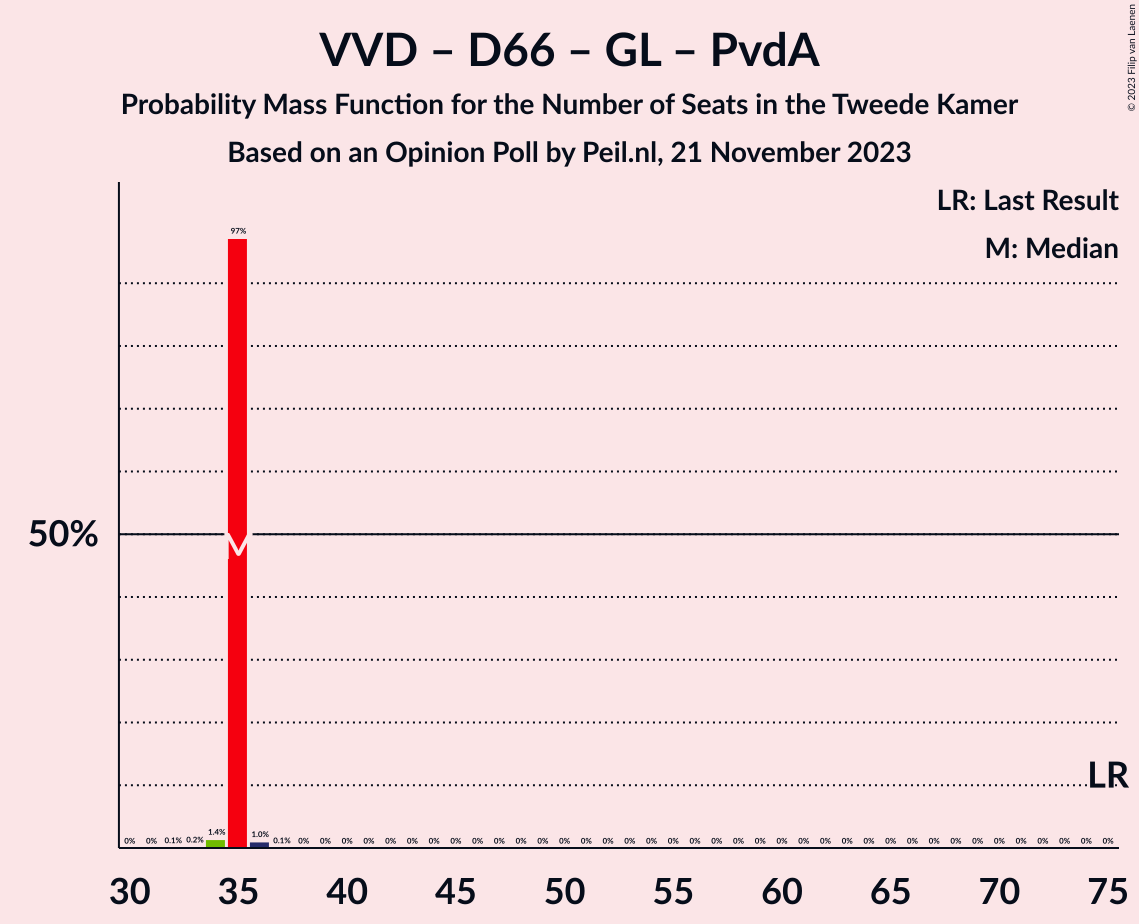 VVD – D66 – GL – PvdA
Probability Mass Function for the Number of Seats in the Tweede Kamer
Based on an Opinion Poll by Peil.nl, 21 November 2023
© 2023 Filip van Laenen
LR: Last Result
M: Median
97%
50%
M
LR
0% 0% 0.1% 0.2% 1.4% 1.0% 0.1% 0% 0% 0% 0% 0% 0% 0% 0% 0% 0% 0% 0% 0% 0% 0% 0% 0% 0% 0% 0% 0% 0% 0% 0% 0% 0% 0% 0% 0% 0% 0% 0% 0% 0% 0% 0% 0% 0%
30 35 40 45 50 55 60 65 70 75